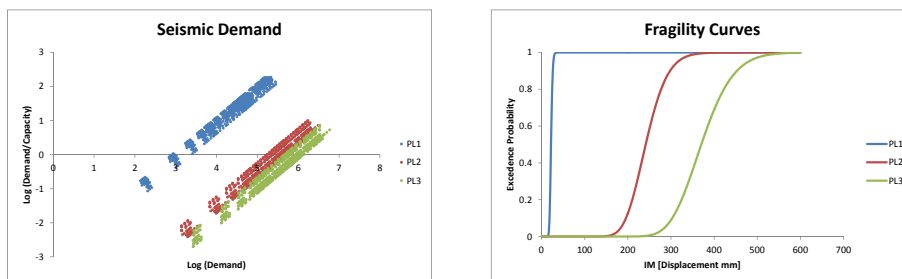 Seismic Demand
3
2
1
0
-1
-2
-3
0 1 2 3 4 5 6 7 8
Log (Demand/Capacity)
Log (Demand)
PL1
PL2
PL3
Fragility Curves
1
0.8
0.6
0.4
0.2
0
0 100 200 300 400 500 600 700
Exceedence Probability
IM [Displacement mm]
PL1
PL2
PL3